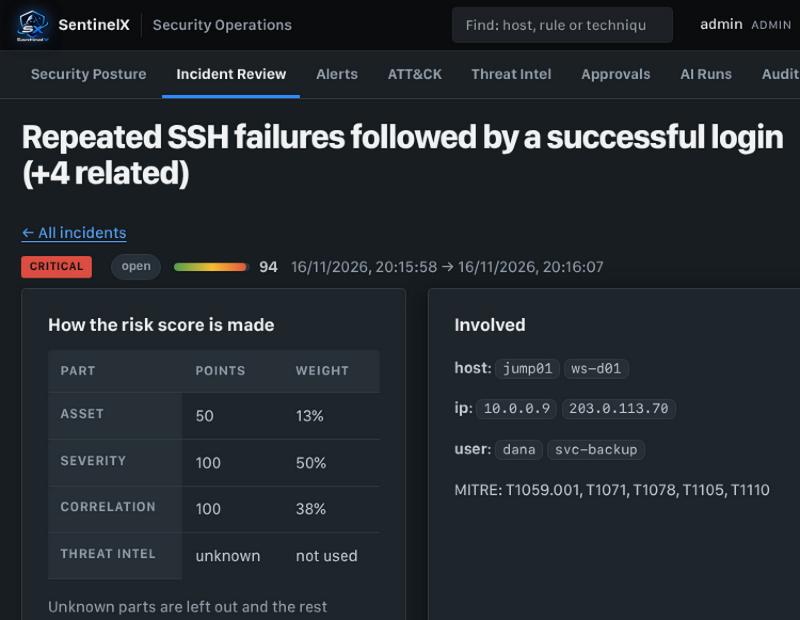 SentinelX
SentinelX Security Operations
Find: host, rule or techniqu
admin ADMIN
Security Posture Incident Review Alerts ATT&CK Threat Intel Approvals AI Runs Audit
Repeated SSH failures followed by a successful login
(+4 related)
← All incidents
CRITICAL open 94 16/11/2026, 20:15:58 → 16/11/2026, 20:16:07
How the risk score is made
PART POINTS WEIGHT
ASSET 50 13%
SEVERITY 100 50%
CORRELATION 100 38%
THREAT INTEL unknown not used
Unknown parts are left out and the rest
Involved
host: jump01 ws-d01
ip: 10.0.0.9 203.0.113.70
user: dana svc-backup
MITRE: T1059.001, T1071, T1078, T1105, T1110